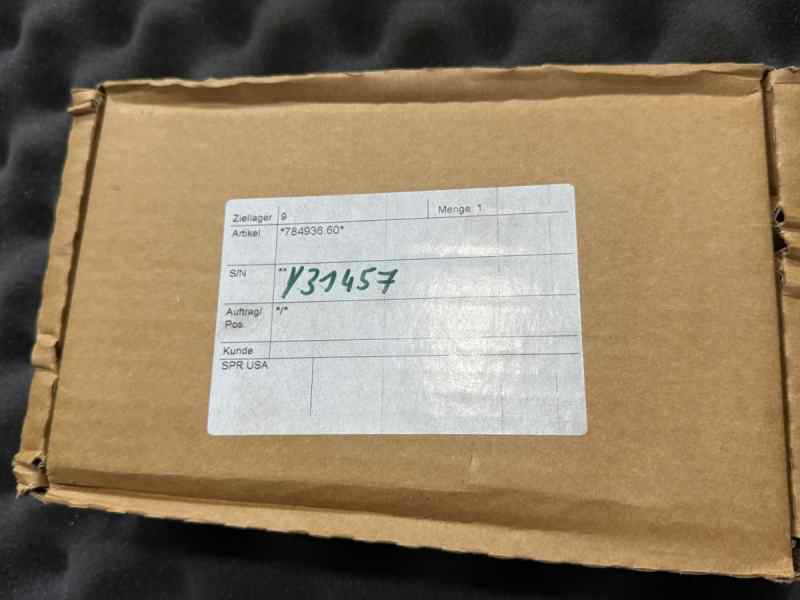 Ziellager 9 Menge: 1
Artikel *784936.60*
S/N ** Y31457
Auftrag/ */*
Pos.
Kunde
SPR USA